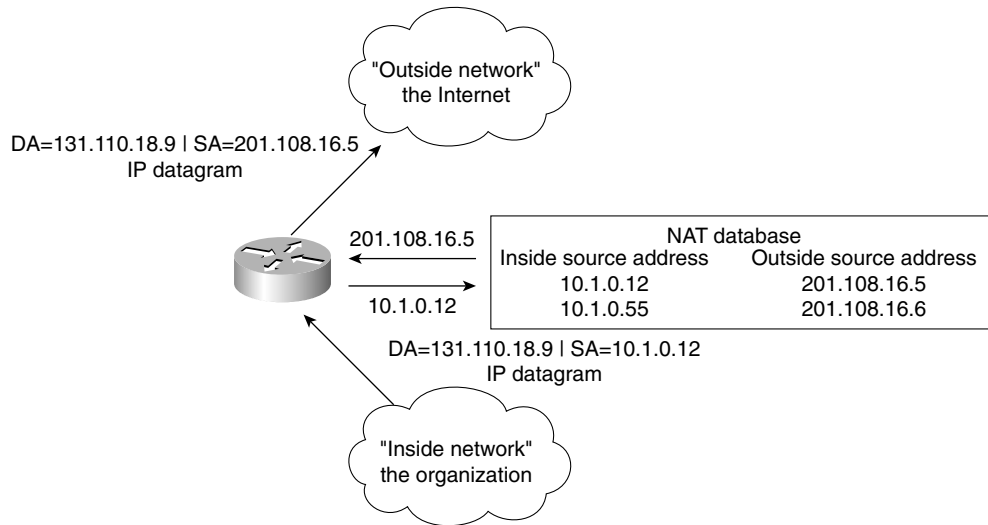 "Outside network"
the Internet
DA=131.110.18.9 | SA=201.108.16.5
IP datagram
201.108.16.5
10.1.0.12
NAT database
Inside source address Outside source address
10.1.0.12 201.108.16.5
10.1.0.55 201.108.16.6
DA=131.110.18.9 | SA=10.1.0.12
IP datagram
"Inside network"
the organization